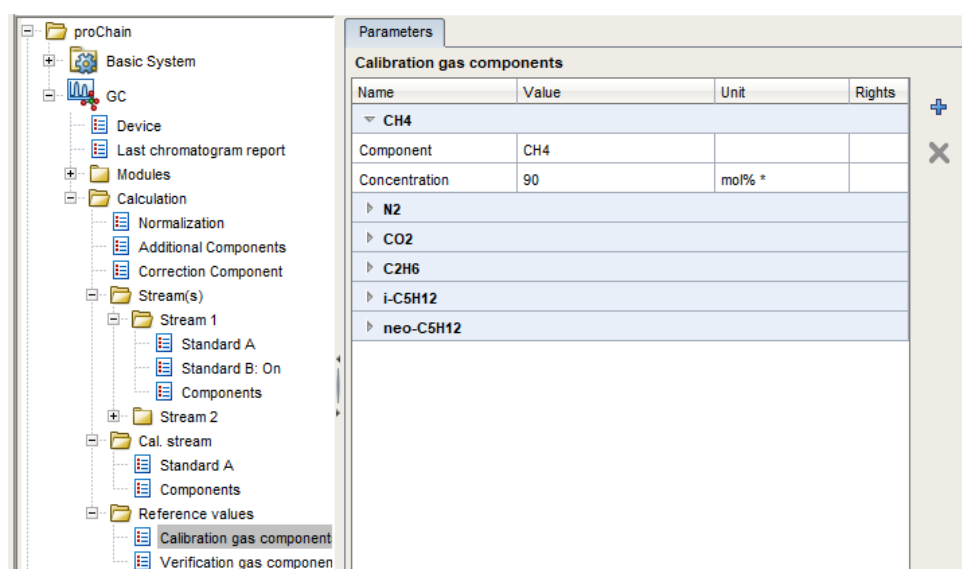 proChain
Basic System
GC
Device
Last chromatogram report
Modules
Calculation
Normalization
Additional Components
Correction Component
Stream(s)
Stream 1
Standard A
Standard B: On
Components
Stream 2
Cal. stream
Standard A
Components
Reference values
Calibration gas component
Verification gas componen
Parameters
Calibration gas components
Name Value Unit Rights
CH4
Component CH4
Concentration 90 mol% *
N2
CO2
C2H6
i-C5H12
neo-C5H12